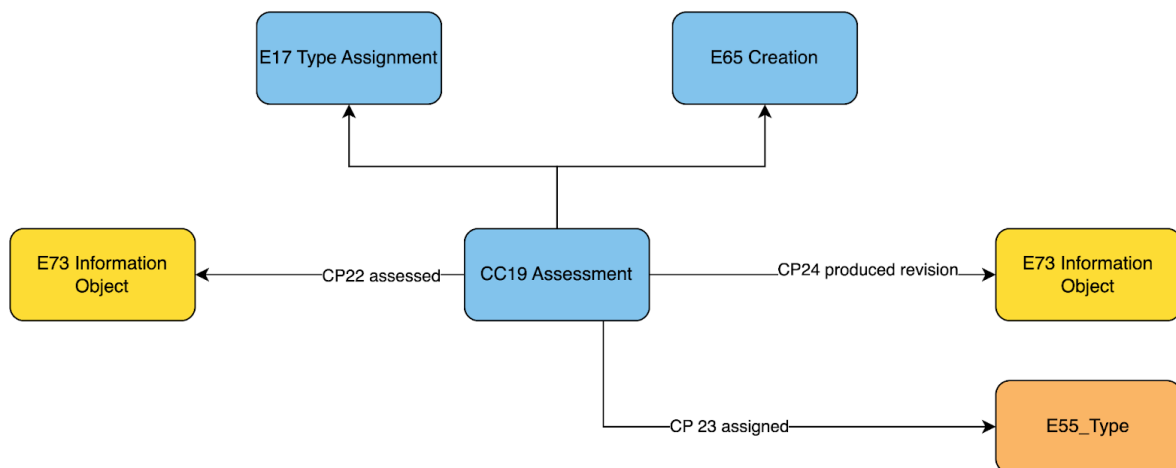 E17 Type Assignment
E65 Creation
E73 Information
Object
CP22 assessed
CC19 Assessment
CP24 produced revision
E73 Information
Object
CP 23 assigned
E55_Type